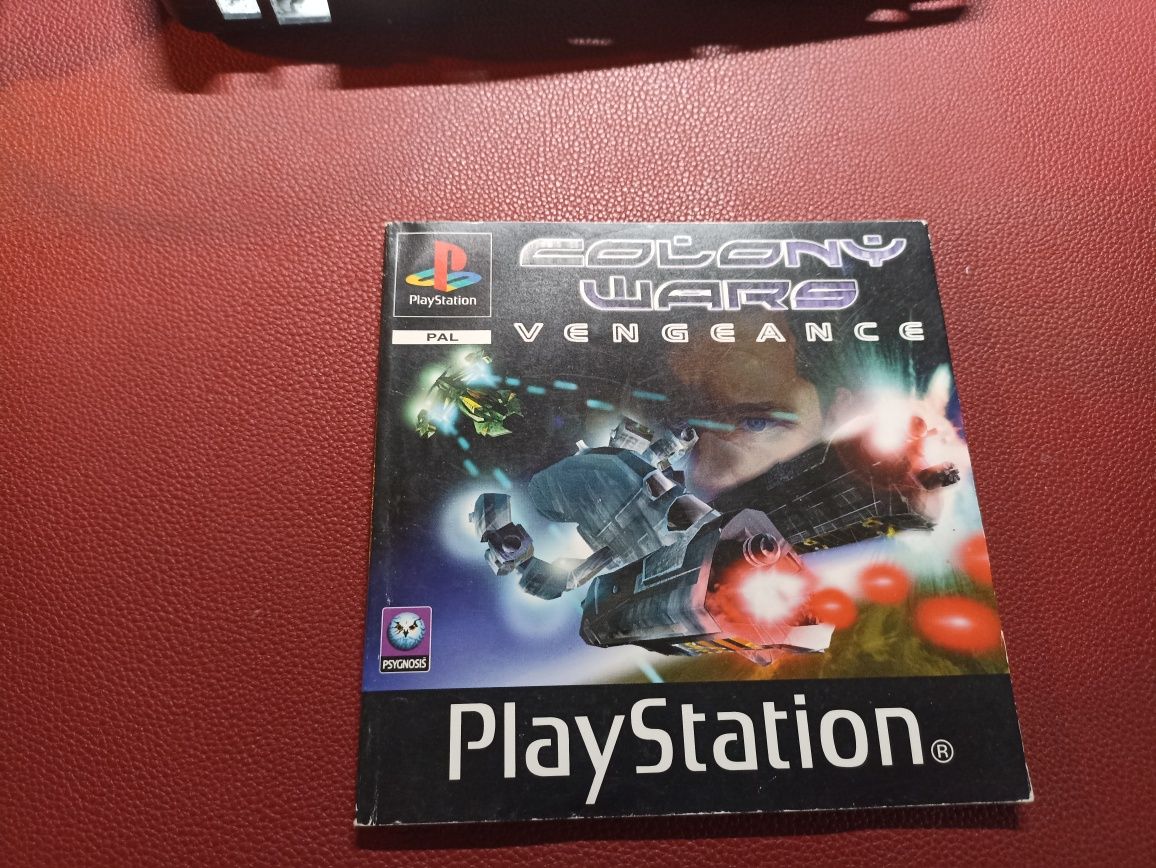 PlayStation
PAL
COLONY
WARS
VENGEANCE
PSYGNOSIS
PlayStation®